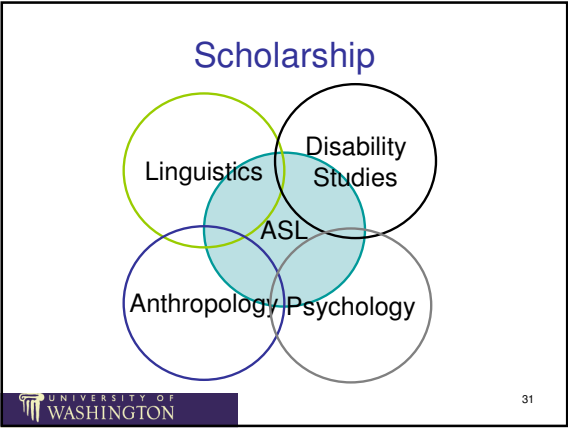 Scholarship
Disability
Studies
Linguistics
ASL
Anthropology
Psychology
UNIVERSITY OF
WASHINGTON
31